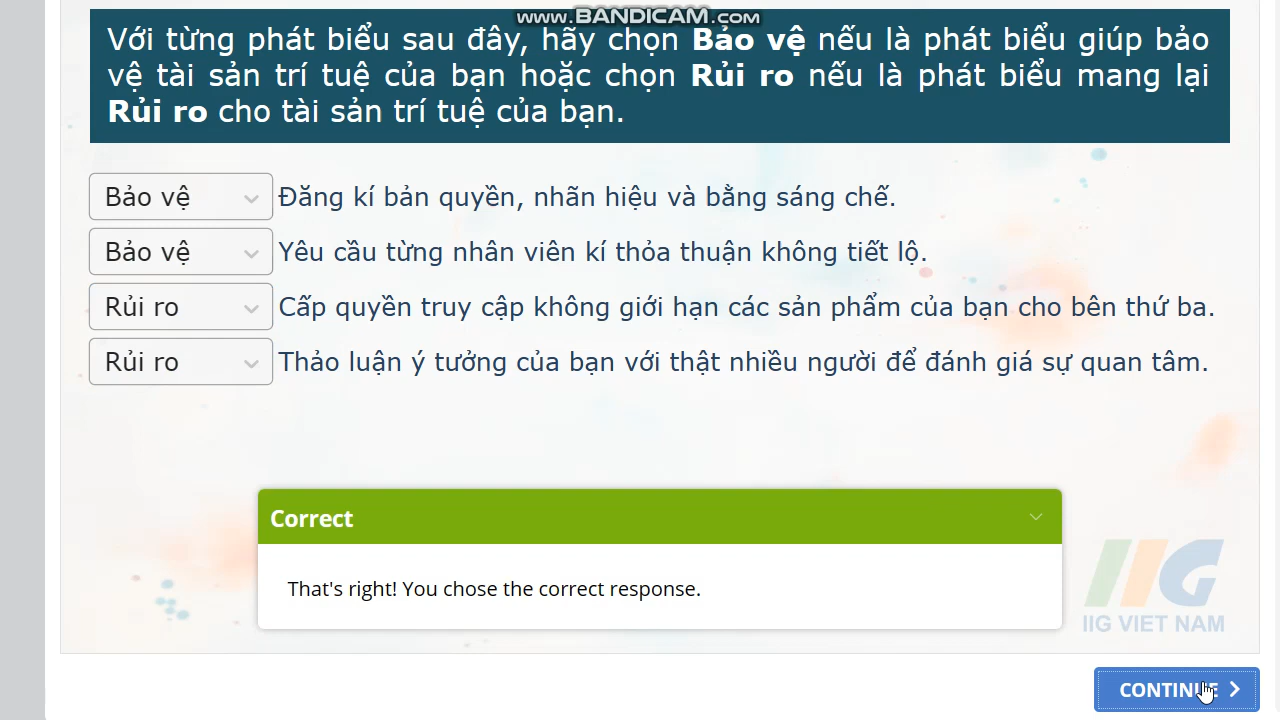 www.BANDICAM.com
Với từng phát biểu sau đây, hãy chọn Bảo vệ nếu là phát biểu giúp bảo
vệ tài sản trí tuệ của bạn hoặc chọn Rủi ro nếu là phát biểu mang lại
Rủi ro cho tài sản trí tuệ của bạn.
Bảo vệ Đăng kí bản quyền, nhãn hiệu và bằng sáng chế.
Bảo vệ Yêu cầu từng nhân viên kí thỏa thuận không tiết lộ.
Rủi ro Cấp quyền truy cập không giới hạn các sản phẩm của bạn cho bên thứ ba.
Rủi ro Thảo luận ý tưởng của bạn với thật nhiều người để đánh giá sự quan tâm.
Correct
That's right! You chose the correct response.
IIG
IIG VIET NAM
CONTINUE